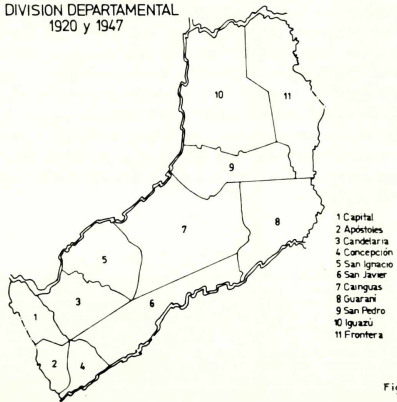 DIVISION DEPARTAMENTAL
1920 y 1947
10
11
9
7
8
5
6
3
1
2
4
1 Capital
2 Apóstoles
3 Candelaria
4 Concepción
5 San Ignacio
6 San Javier
7 Cainguas
8 Guaraní
9 San Pedro
10 Iguazú
11 Frontera
Fig